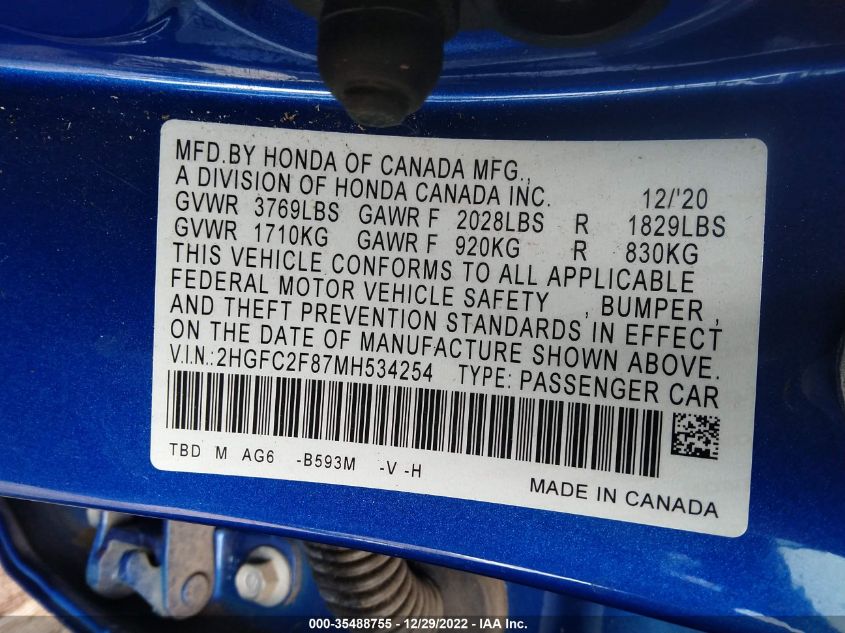 MFD.BY HONDA OF CANADA MFG.,
A DIVISION OF HONDA CANADA INC. 12/'20
GVWR 3769LBS GAWR F 2028LBS R 1829LBS
GVWR 1710KG GAWR F 920KG R 830KG
THIS VEHICLE CONFORMS TO ALL APPLICABLE
FEDERAL MOTOR VEHICLE SAFETY , BUMPER ,
AND THEFT PREVENTION STANDARDS IN EFFECT
ON THE DATE OF MANUFACTURE SHOWN ABOVE.
V.I.N.: 2HGFC2F87MH534254 TYPE: PASSENGER CAR
TBD M AG6 -B593M -V -H
MADE IN CANADA
000-35488755 - 12/29/2022 - IAA Inc.